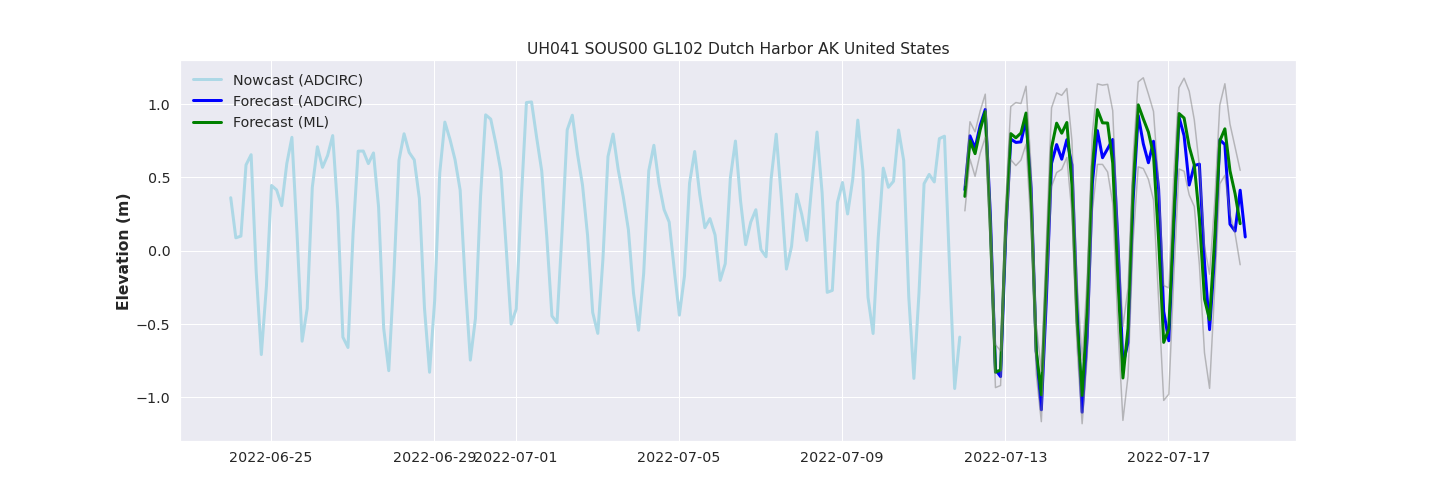 UH041 SOUS00 GL102 Dutch Harbor AK United States
Nowcast (ADCIRC)
Forecast (ADCIRC)
Forecast (ML)
Elevation (m)
1.0
0.5
0.0
−0.5
−1.0
2022-06-25 2022-06-29 2022-07-01 2022-07-05 2022-07-09 2022-07-13 2022-07-17